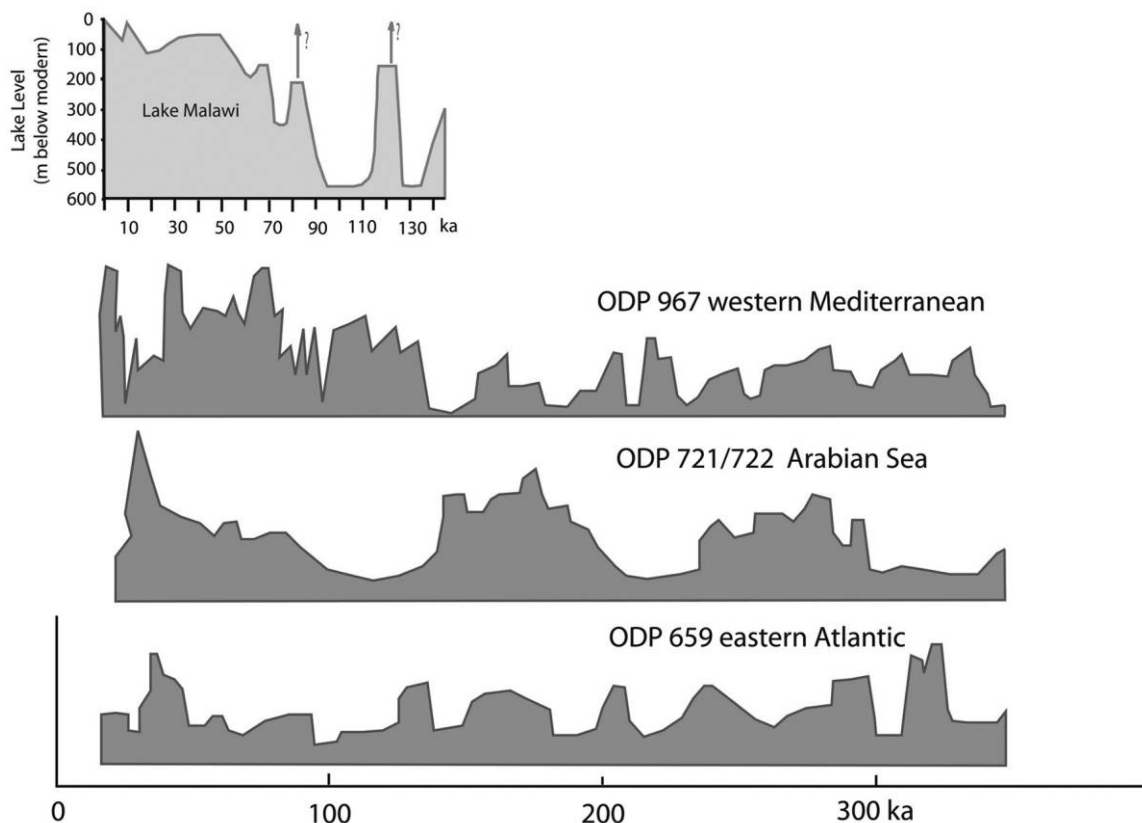 Lake Level
(m below modern)
0
100
200
300
400
500
600
Lake Malawi
?
?
10 30 50 70 90 110 130 ka
ODP 967 western Mediterranean
ODP 721/722 Arabian Sea
ODP 659 eastern Atlantic
0 100 200 300 ka